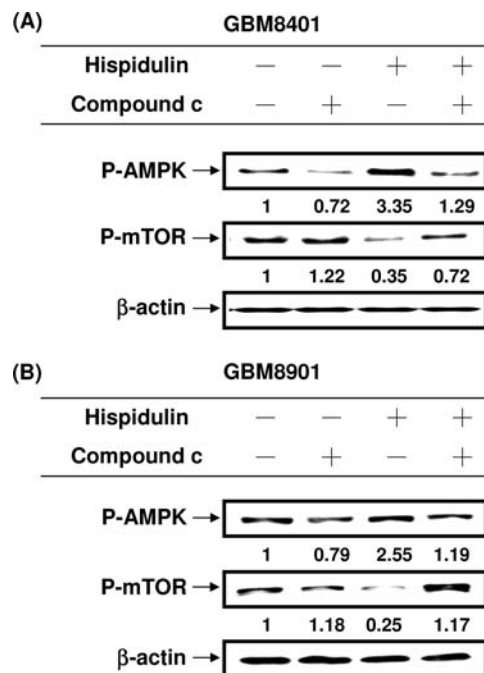 (A) GBM8401
Hispidulin − − + +
Compound c − + − +
P-AMPK
1 0.72 3.35 1.29
P-mTOR
1 1.22 0.35 0.72
β-actin
(B) GBM8901
Hispidulin − − + +
Compound c − + − +
P-AMPK
1 0.79 2.55 1.19
P-mTOR
1 1.18 0.25 1.17
β-actin